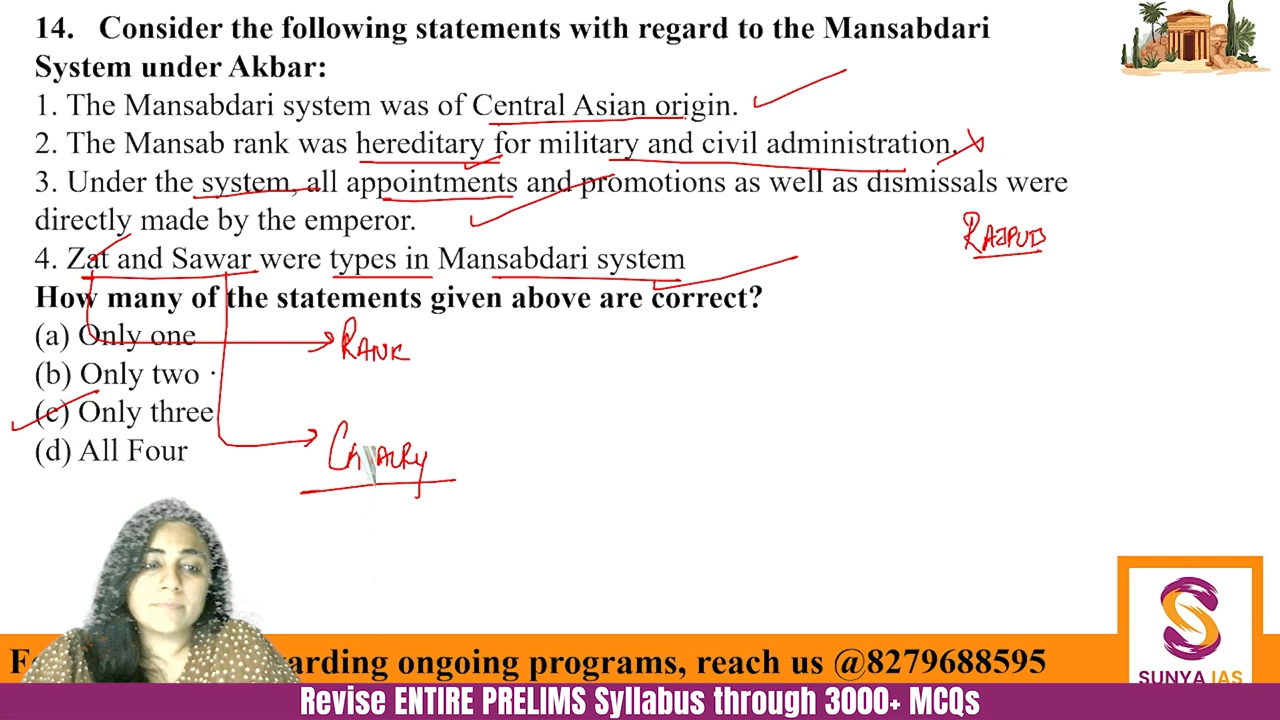 14. Consider the following statements with regard to the Mansabdari
System under Akbar:
1. The Mansabdari system was of Central Asian origin.
2. The Mansab rank was hereditary for military and civil administration.
3. Under the system, all appointments and promotions as well as dismissals were
directly made by the emperor.
RAJPUD
4. Zat and Sawar were types in Mansabdari system
How many of the statements given above are correct?
(a) Only one
RANK
(b) Only two
(c) Only three
(d) All Four
CAVALRY
arding ongoing programs, reach us @8279688595
SUNYA IAS
Revise ENTIRE PRELIMS Syllabus through 3000+ MCQs